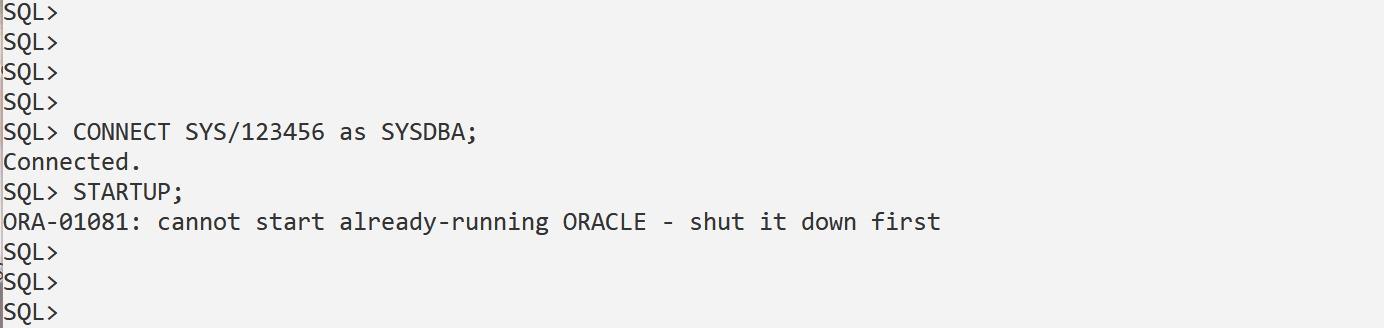 SQL>
SQL>
SQL>
SQL>
SQL> CONNECT SYS/123456 as SYSDBA;
Connected.
SQL> STARTUP;
ORA-01081: cannot start already-running ORACLE - shut it down first
SQL>
SQL>
SQL>